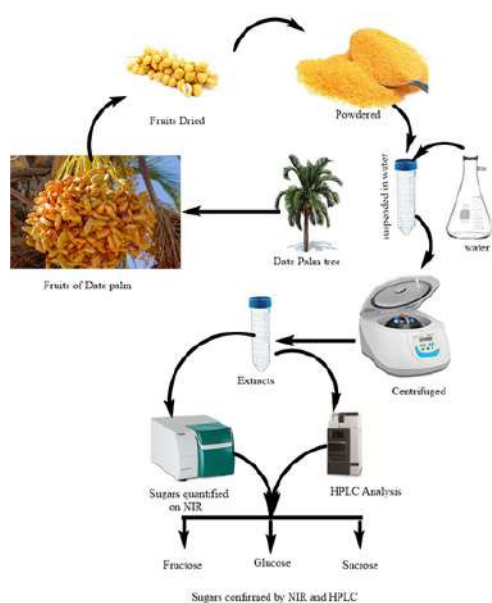 Fruits Dried
Powdered
suspended in water
water
Date Palm tree
Fruits of Date palm
Centrifuged
Extracts
Sugars quantified
on NIR
HPLC Analysis
Fructose
Glucose
Sucrose
Sugars confirmed by NIR and HPLC